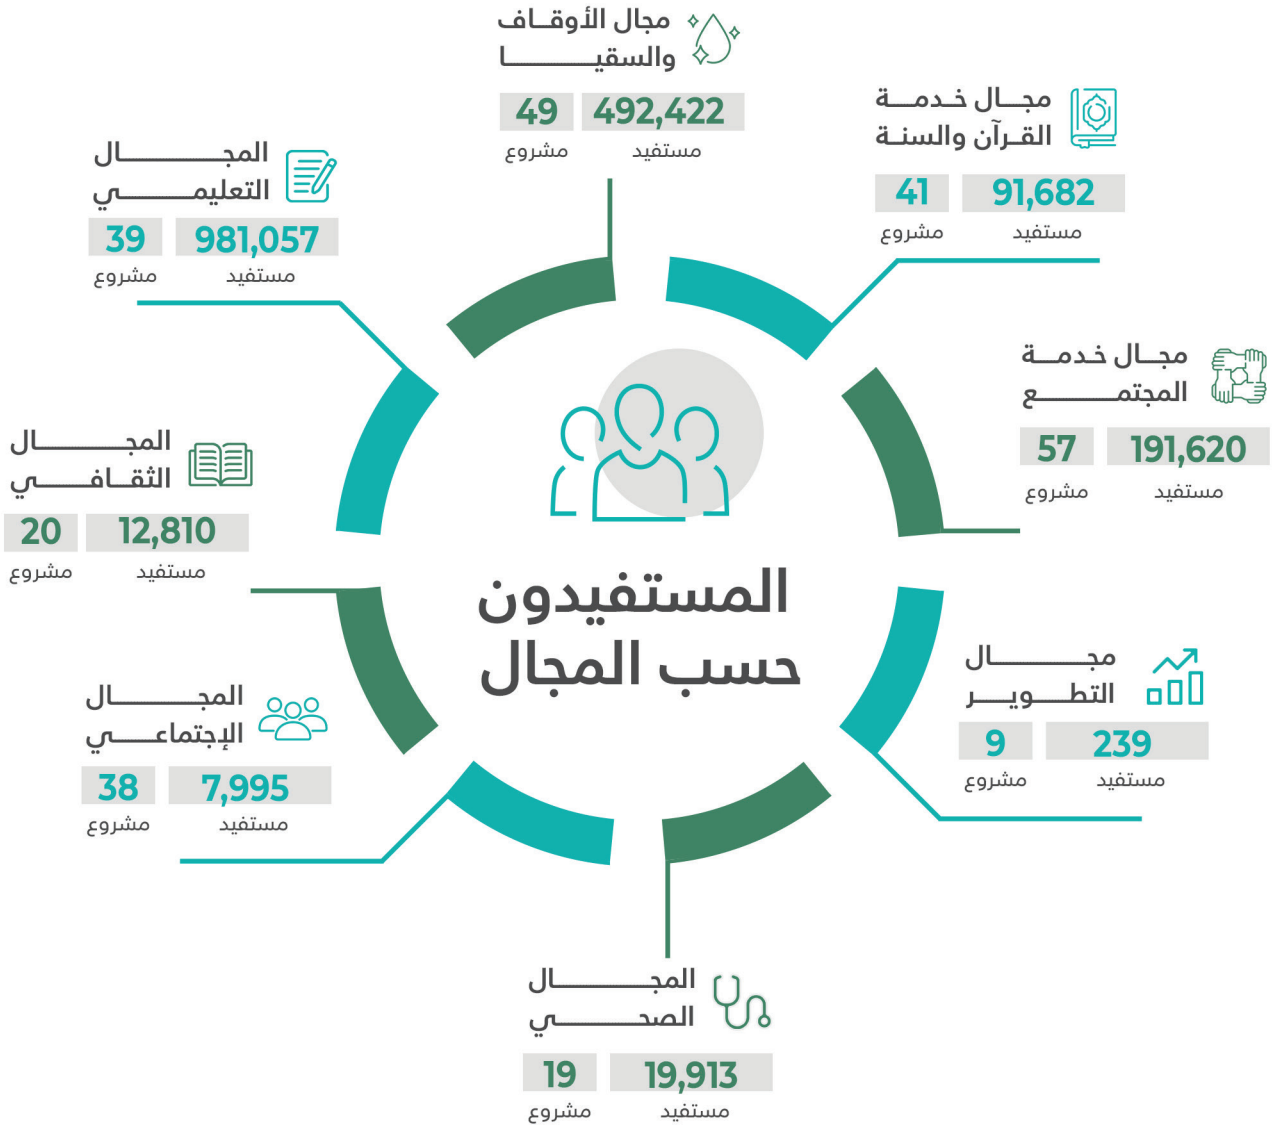 المستفيدون
حسب المجال
مجال الأوقاف
والسقيا
492,422
49
مستفيد
مشروع
مجال خدمة
القرآن والسنة
91,682
41
مستفيد
مشروع
مجال خدمة
المجتمع
191,620
57
مستفيد
مشروع
مجال
التطوير
239
9
مستفيد
مشروع
المجال
الصحي
19,913
19
مستفيد
مشروع
المجال
الإجتماعي
7,995
38
مستفيد
مشروع
المجال
الثقافي
12,810
20
مستفيد
مشروع
المجال
التعليمي
981,057
39
مستفيد
مشروع